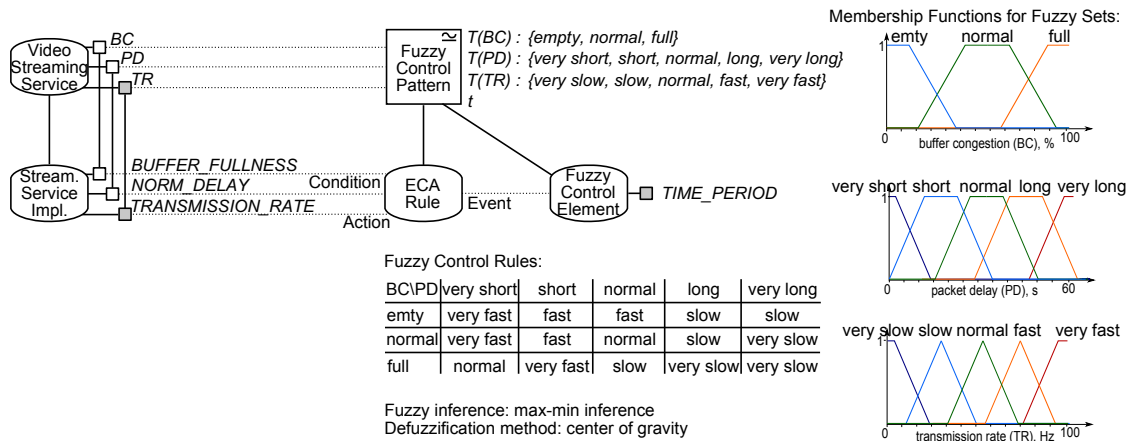 Video
Streaming
Service
BC
PD
TR
Fuzzy
Control
Pattern
≃
T(BC) : {empty, normal, full}
T(PD) : {very short, short, normal, long, very long}
T(TR) : {very slow, slow, normal, fast, very fast}
t
Stream.
Service
Impl.
BUFFER_FULLNESS
NORM_DELAY
TRANSMISSION_RATE
Condition
Action
ECA
Rule
Event
Fuzzy
Control
Element
TIME_PERIOD
Fuzzy Control Rules:
BC\PD very short short normal long very long
emty very fast fast fast slow slow
normal very fast fast normal slow very slow
full normal very fast slow very slow very slow
Fuzzy inference: max-min inference
Defuzzification method: center of gravity
Membership Functions for Fuzzy Sets:
emty normal full
1
0 100
buffer congestion (BC), %
very short short normal long very long
1
0 60
packet delay (PD), s
very slow slow normal fast very fast
1
0 100
transmission rate (TR), Hz